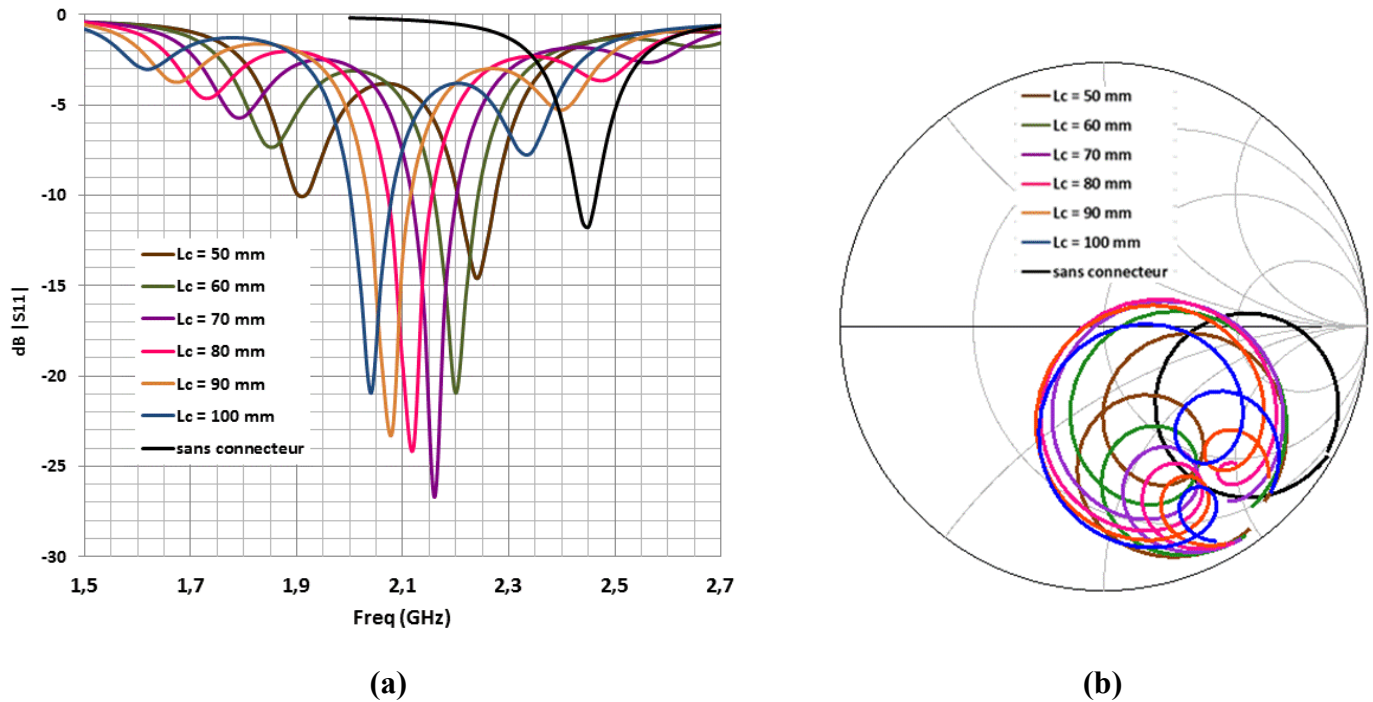 0
-5
-10
-15
-20
-25
-30
dB |S11|
1,5 1,7 1,9 2,1 2,3 2,5 2,7
Freq (GHz)
Lc = 50 mm
Lc = 60 mm
Lc = 70 mm
Lc = 80 mm
Lc = 90 mm
Lc = 100 mm
sans connecteur
(a)
Lc = 50 mm
Lc = 60 mm
Lc = 70 mm
Lc = 80 mm
Lc = 90 mm
Lc = 100 mm
sans connecteur
(b)